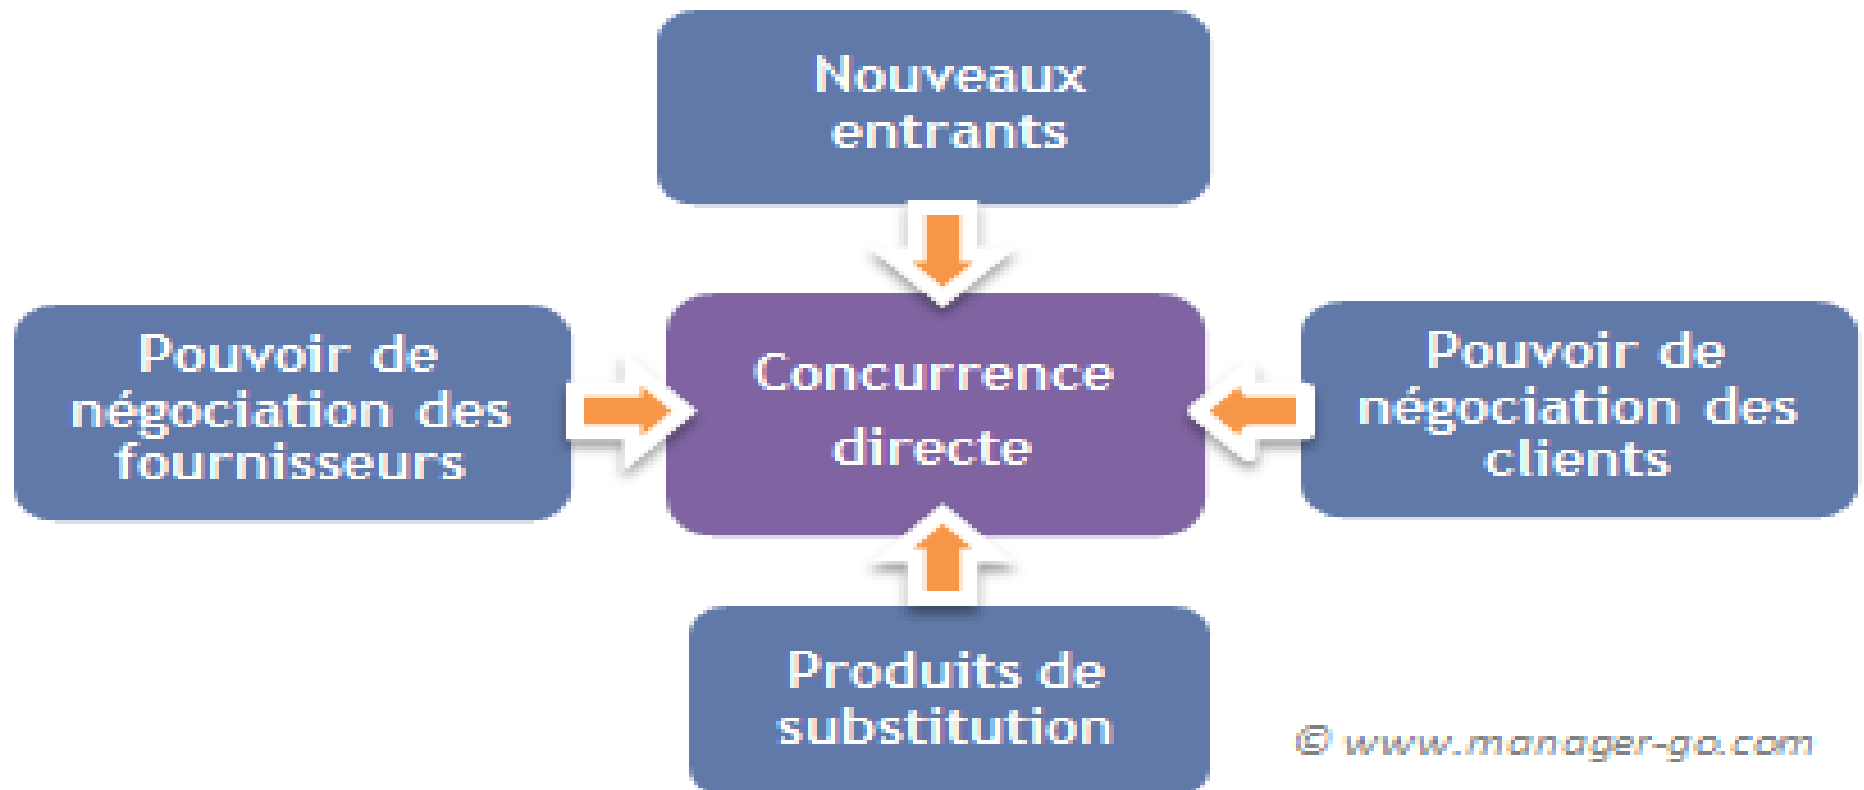 Nouveaux
entrants
Pouvoir de
négociation des
fournisseurs
Concurrence
directe
Pouvoir de
négociation des
clients
Produits de
substitution
© www.manager-go.com